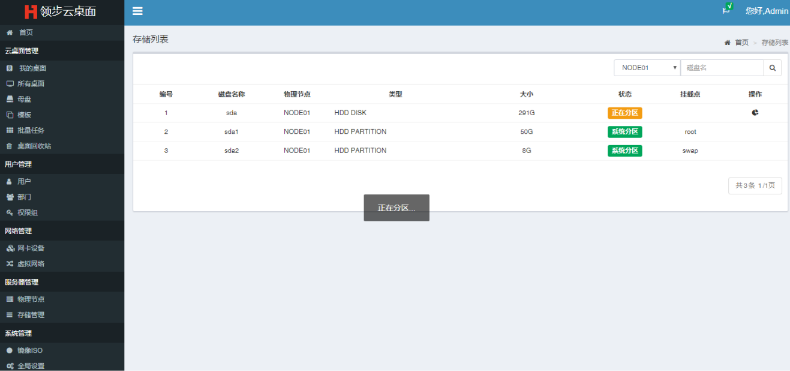 领步云桌面
您好,Admin
首页
云桌面管理
我的桌面
所有桌面
母盘
模板
批量任务
桌面回收站
用户管理
用户
部门
权限组
网络管理
网卡设备
虚拟网络
服务器管理
物理节点
存储管理
系统管理
镜像ISO
全局设置
存储列表
首页 > 存储列表
NODE01 磁盘名
编号 磁盘名称 物理节点 类型 大小 状态 挂载点 操作
1 sda NODE01 HDD DISK 291G 正在分区
2 sda1 NODE01 HDD PARTITION 50G 系统分区 root
3 sda2 NODE01 HDD PARTITION 8G 系统分区 swap
共3条 1/1页
正在分区...